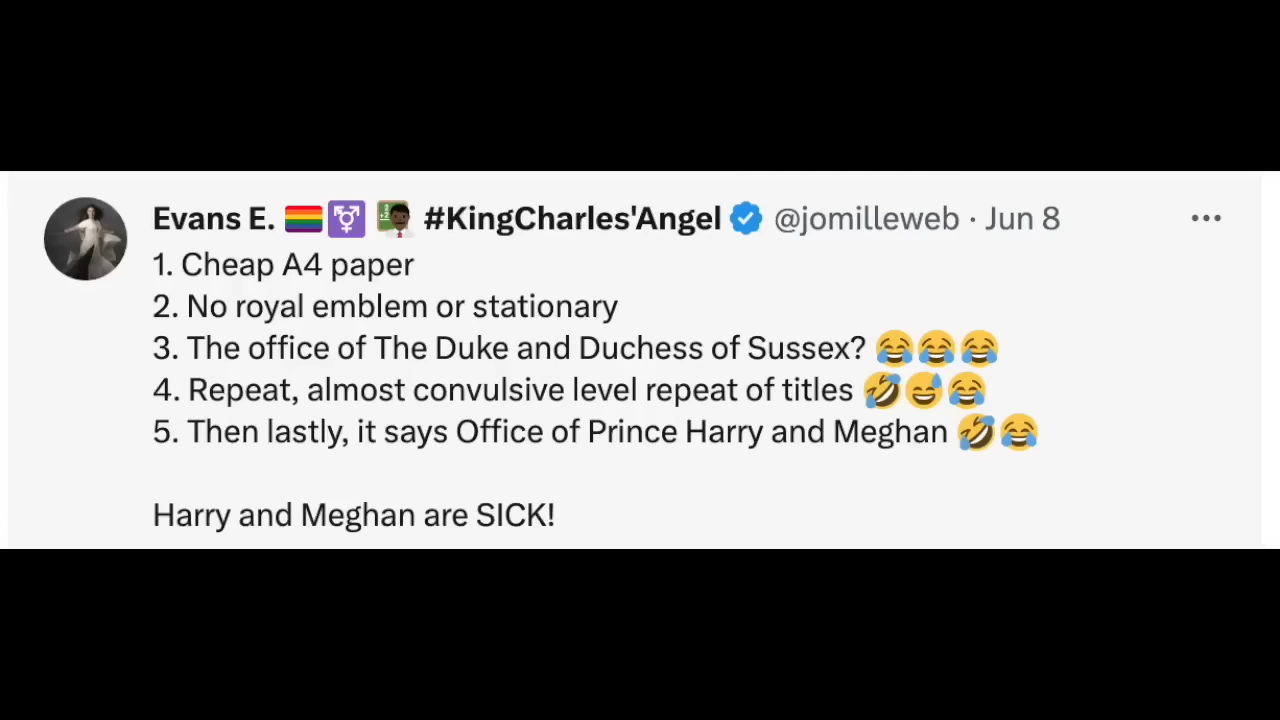 Evans E. 🏳️‍🌈⚧️👨🏿‍🏫 #KingCharles'Angel @jomilleweb · Jun 8
1. Cheap A4 paper
2. No royal emblem or stationary
3. The office of The Duke and Duchess of Sussex? 😂😂😂
4. Repeat, almost convulsive level repeat of titles 🤣😅😂
5. Then lastly, it says Office of Prince Harry and Meghan 🤣😂
Harry and Meghan are SICK!